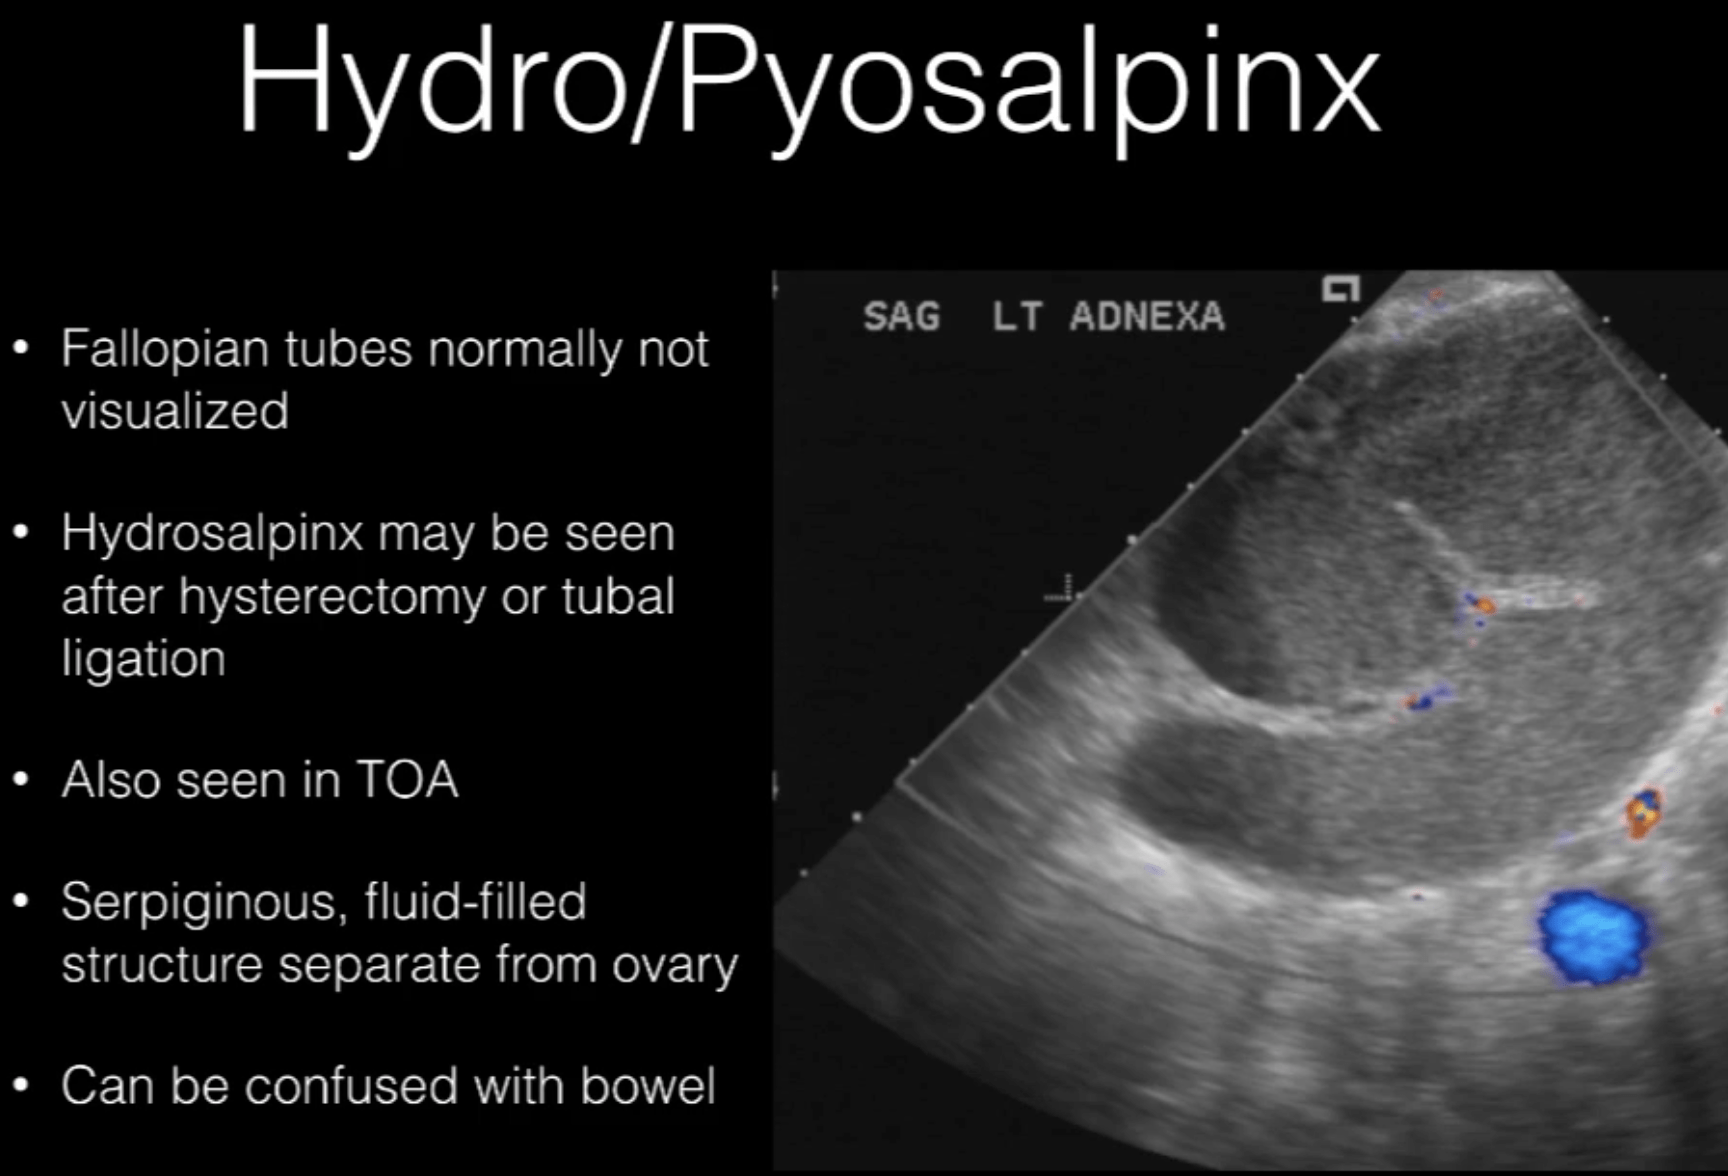 Hydro/Pyosalpinx
• Fallopian tubes normally not
visualized
• Hydrosalpinx may be seen
after hysterectomy or tubal
ligation
• Also seen in TOA
• Serpiginous, fluid-filled
structure separate from ovary
• Can be confused with bowel
SAG LT ADNEXA